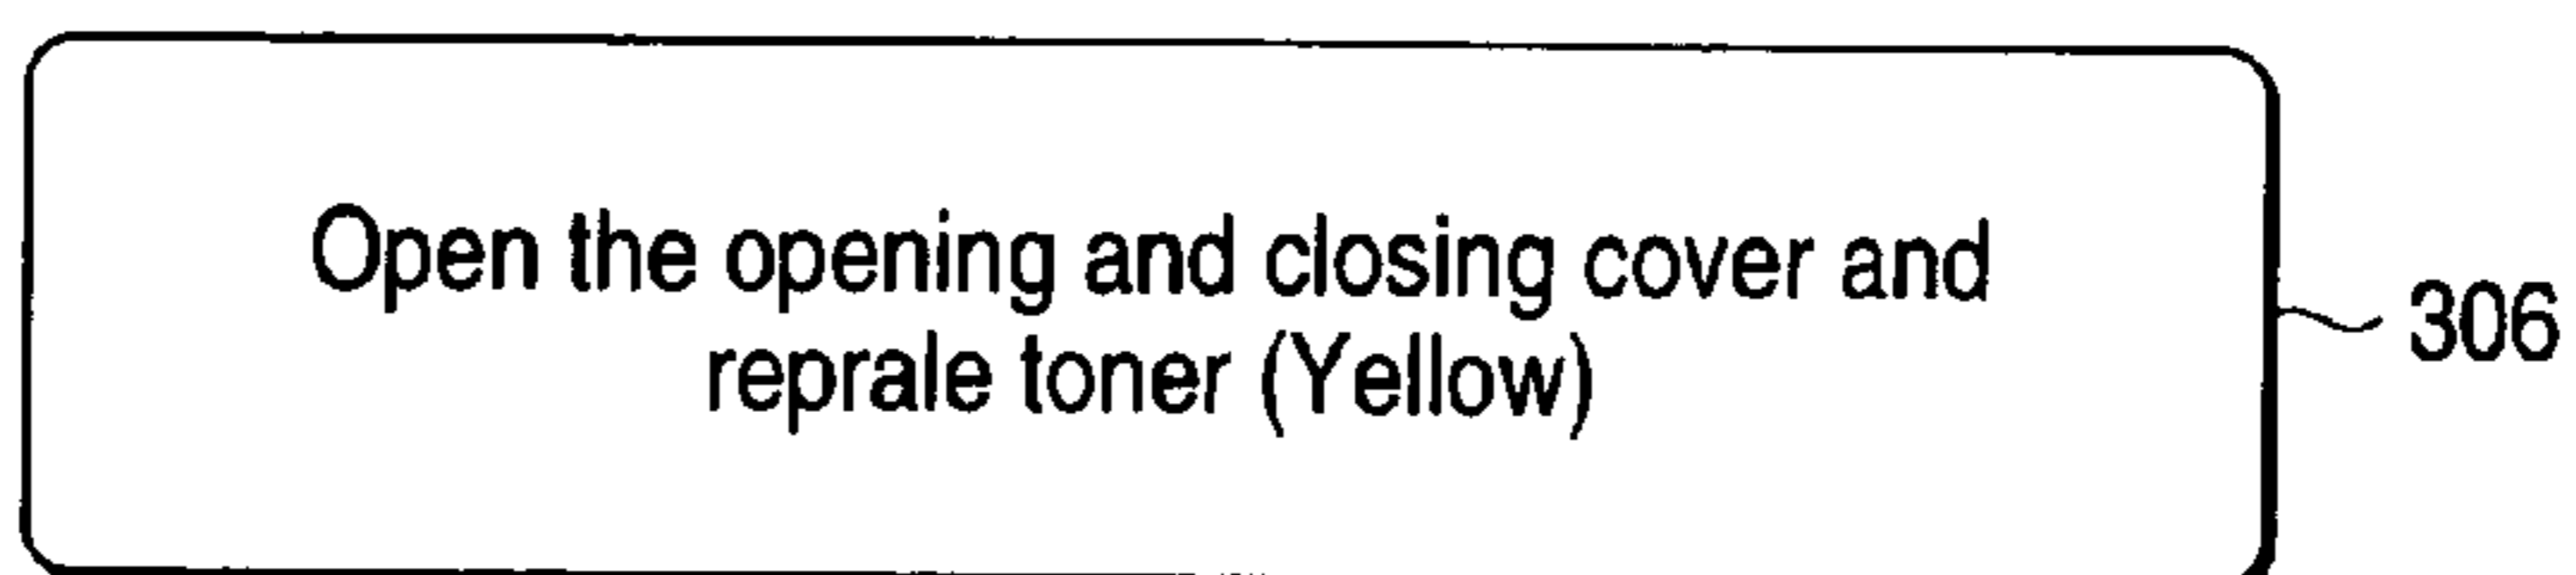 Open the opening and closing cover and
reprale toner (Yellow)
306